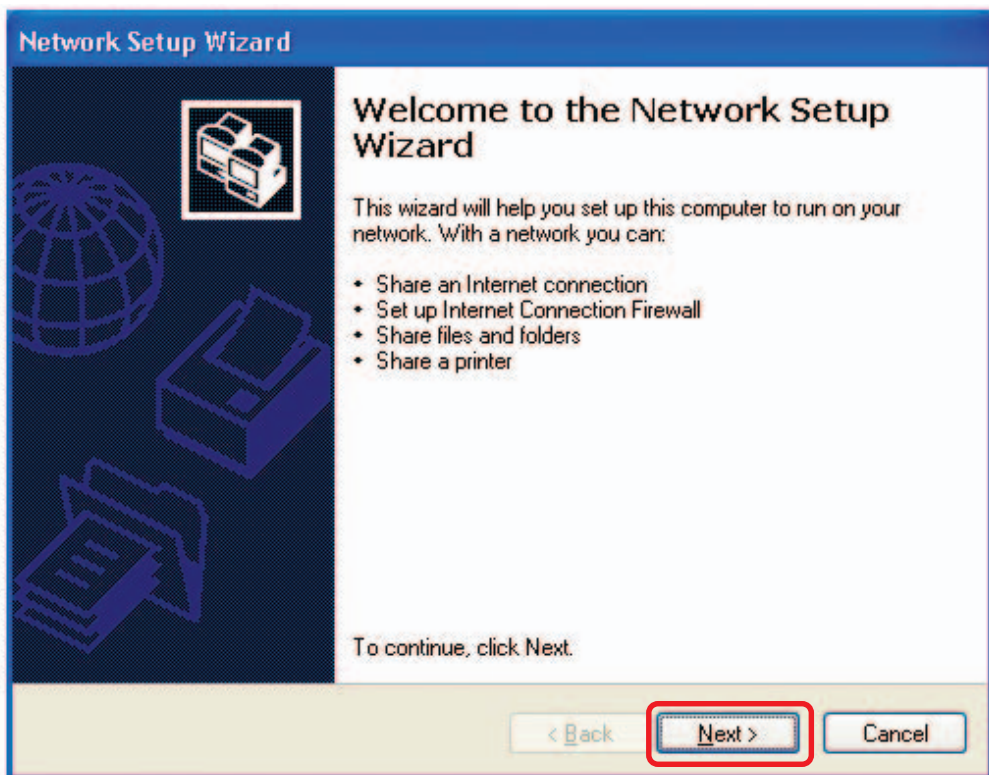 Network Setup Wizard
Welcome to the Network Setup
Wizard
This wizard will help you set up this computer to run on your
network. With a network you can:
• Share an Internet connection
• Set up Internet Connection Firewall
• Share files and folders
• Share a printer
To continue, click Next.
< Back Next > Cancel